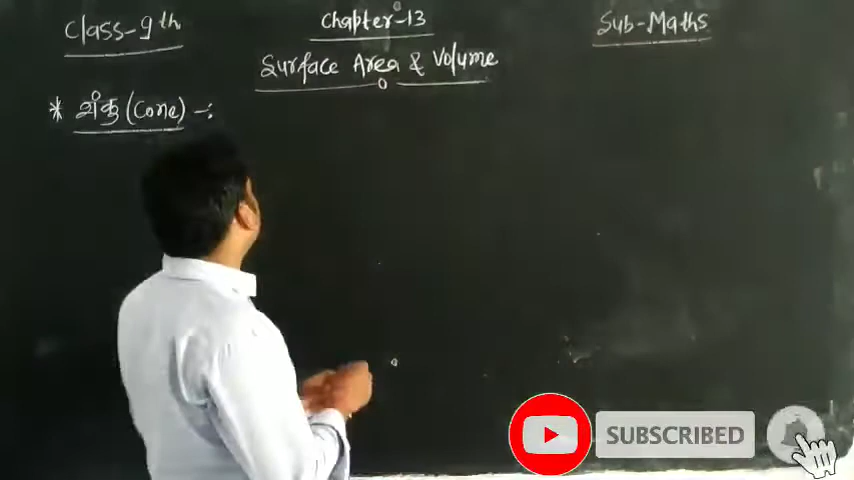 Class-9th
Chapter-13
Sub-Maths
Surface Area & Volume
* शंकु (Cone) -:
SUBSCRIBED